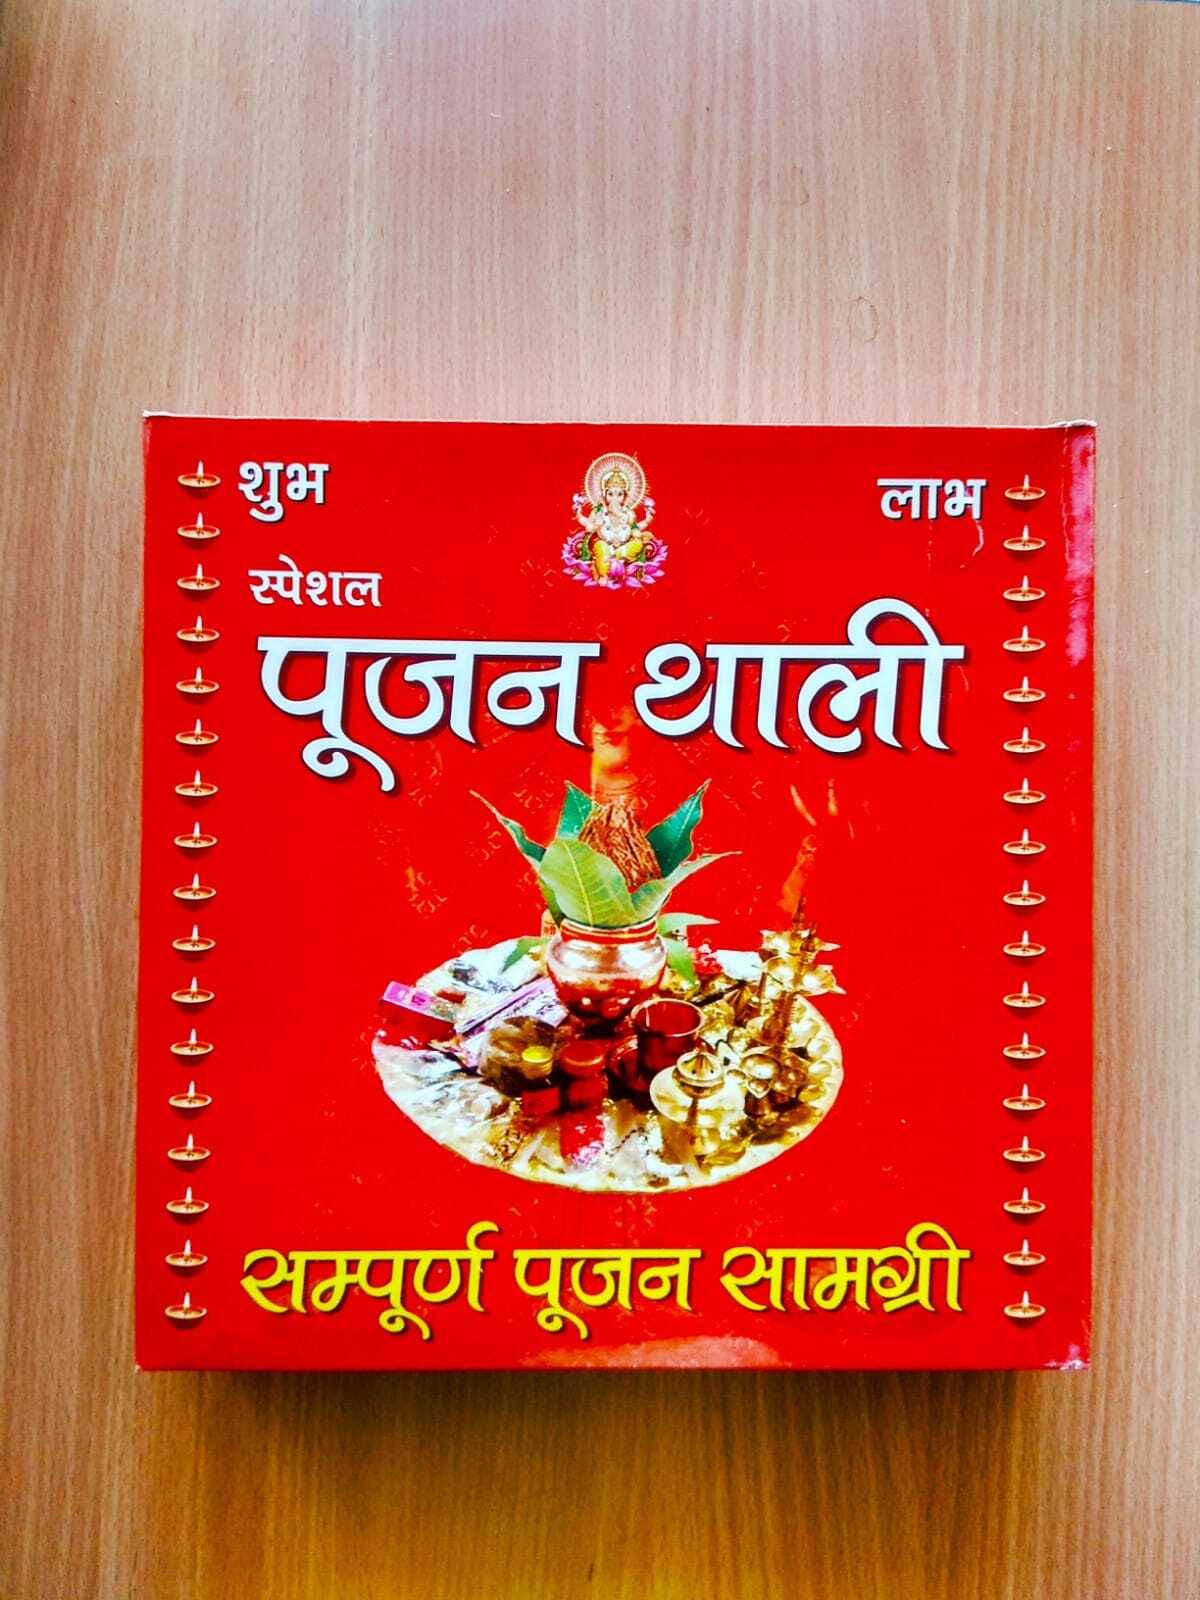 शुभ लाभ
स्पेशल
पूजन थाली
सम्पूर्ण पूजन सामग्री